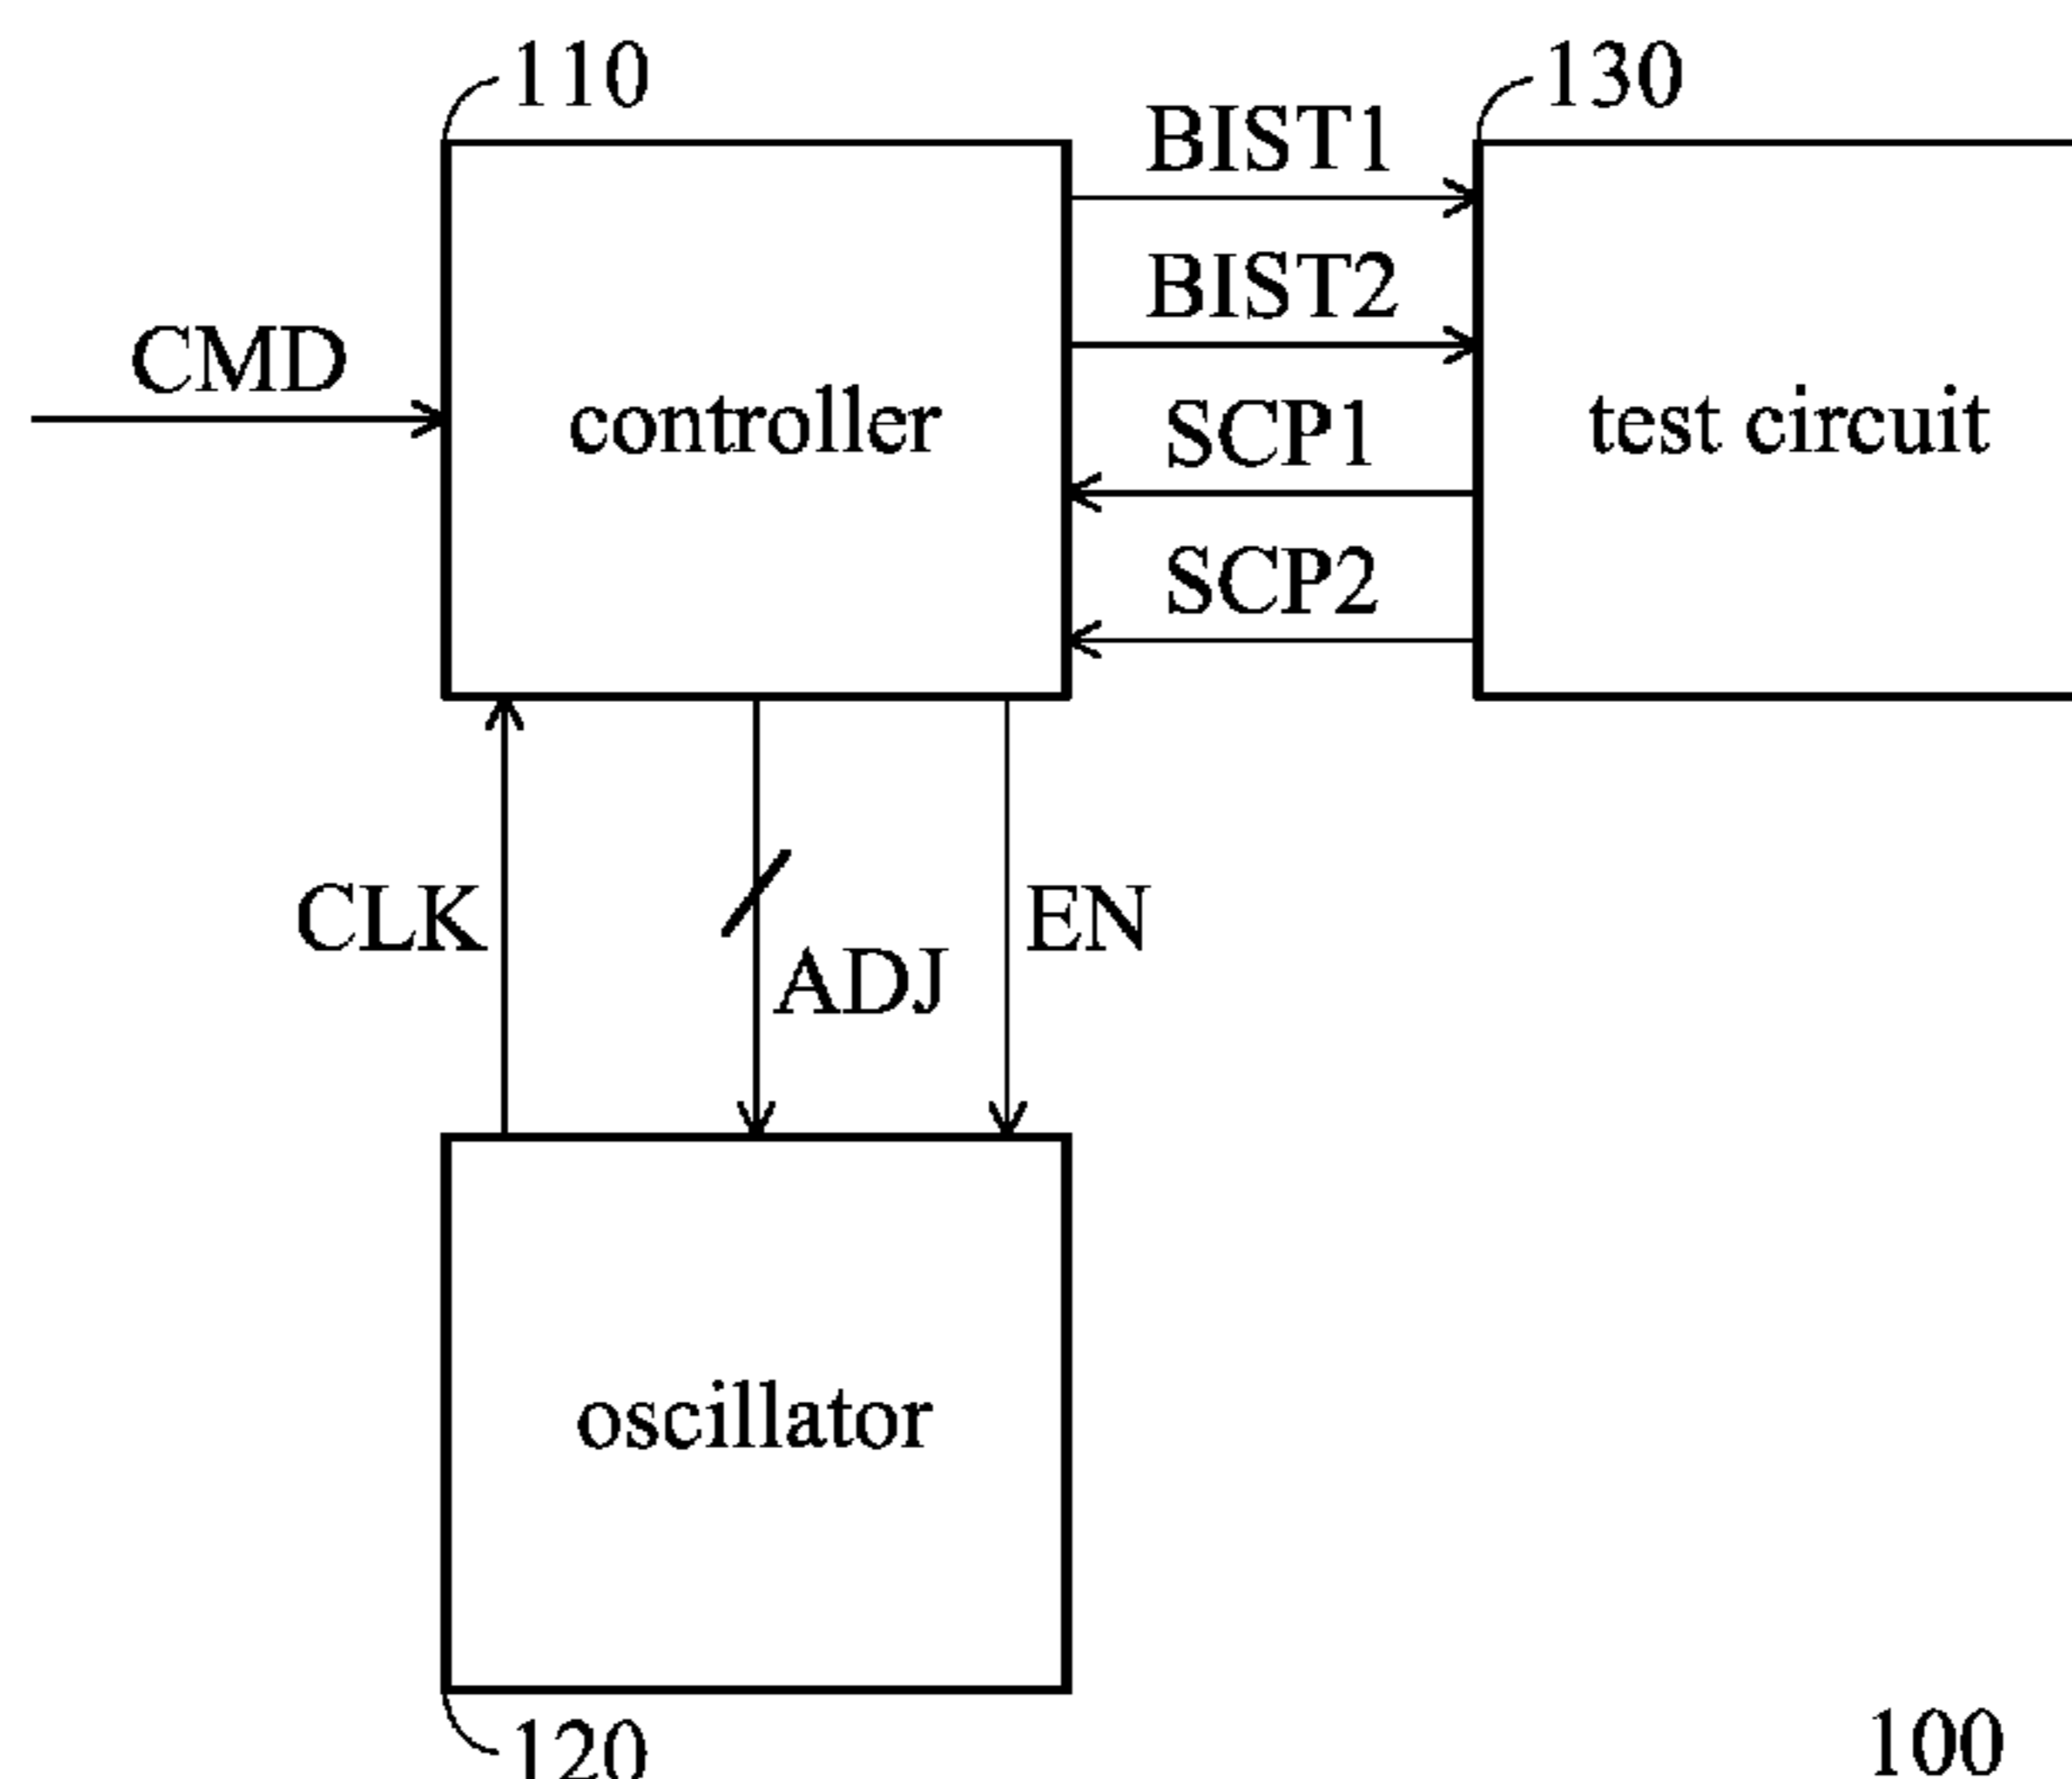 110
130
BIST1
BIST2
CMD
controller
SCP1
test circuit
SCP2
CLK
EN
ADJ
oscillator
120
100